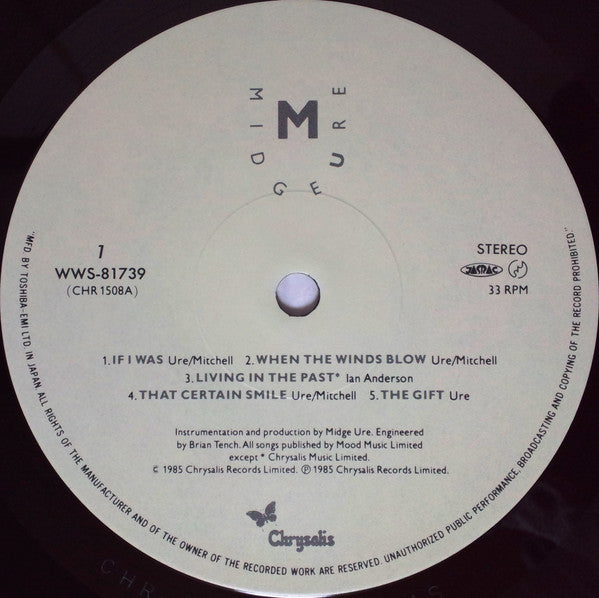 MIDGE URE
M
1
WWS-81739
(CHR 1508A)
STEREO
JASRAC
33 RPM
1. IF I WAS Ure/Mitchell 2. WHEN THE WINDS BLOW Ure/Mitchell
3. LIVING IN THE PAST* Ian Anderson
4. THAT CERTAIN SMILE Ure/Mitchell 5. THE GIFT Ure
Instrumentation and production by Midge Ure. Engineered
by Brian Tench. All songs published by Mood Music Limited
except * Chrysalis Music Limited.
© 1985 Chrysalis Records Limited. ℗ 1985 Chrysalis Records Limited.
Chrysalis
"MFD. BY TOSHIBA-EMI LTD. IN JAPAN. ALL RIGHTS OF THE MANUFACTURER AND OF THE OWNER OF THE RECORDED WORK ARE RESERVED. UNAUTHORIZED PUBLIC PERFORMANCE, BROADCASTING AND COPYING OF THE RECORD PROHIBITED."